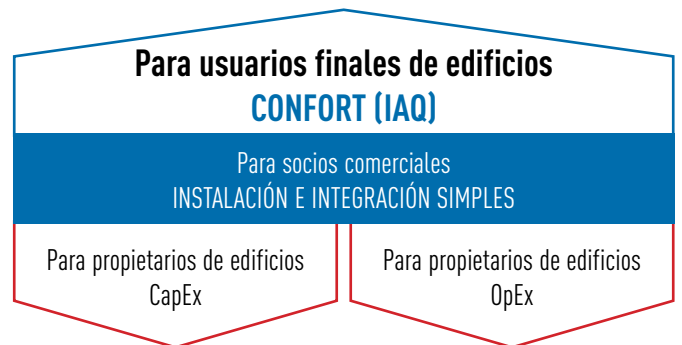 Para usuarios finales de edificios
CONFORT (IAQ)
Para socios comerciales
INSTALACIÓN E INTEGRACIÓN SIMPLES
Para propietarios de edificios
CapEx
Para propietarios de edificios
OpEx